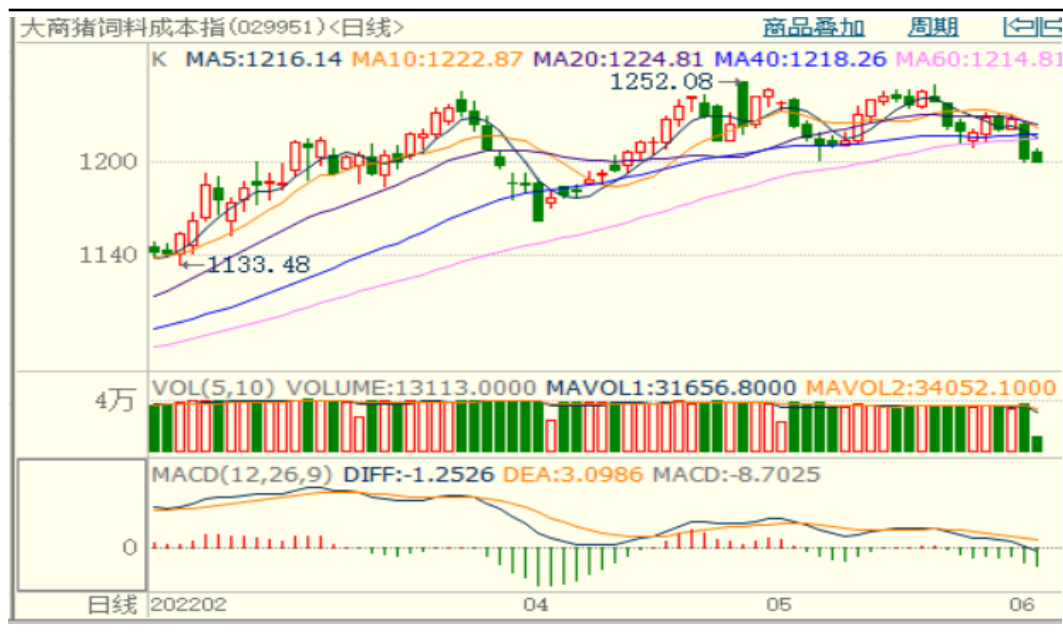 大商猪饲料成本指(029951)<日线> 商品叠加 周期
K MA5:1216.14 MA10:1222.87 MA20:1224.81 MA40:1218.26 MA60:1214.81
1252.08→
1200
1140
←1133.48
VOL(5,10) VOLUME:13113.0000 MAVOL1:31656.8000 MAVOL2:34052.1000
4万
MACD(12,26,9) DIFF:-1.2526 DEA:3.0986 MACD:-8.7025
0
日线 202202 04 05 06